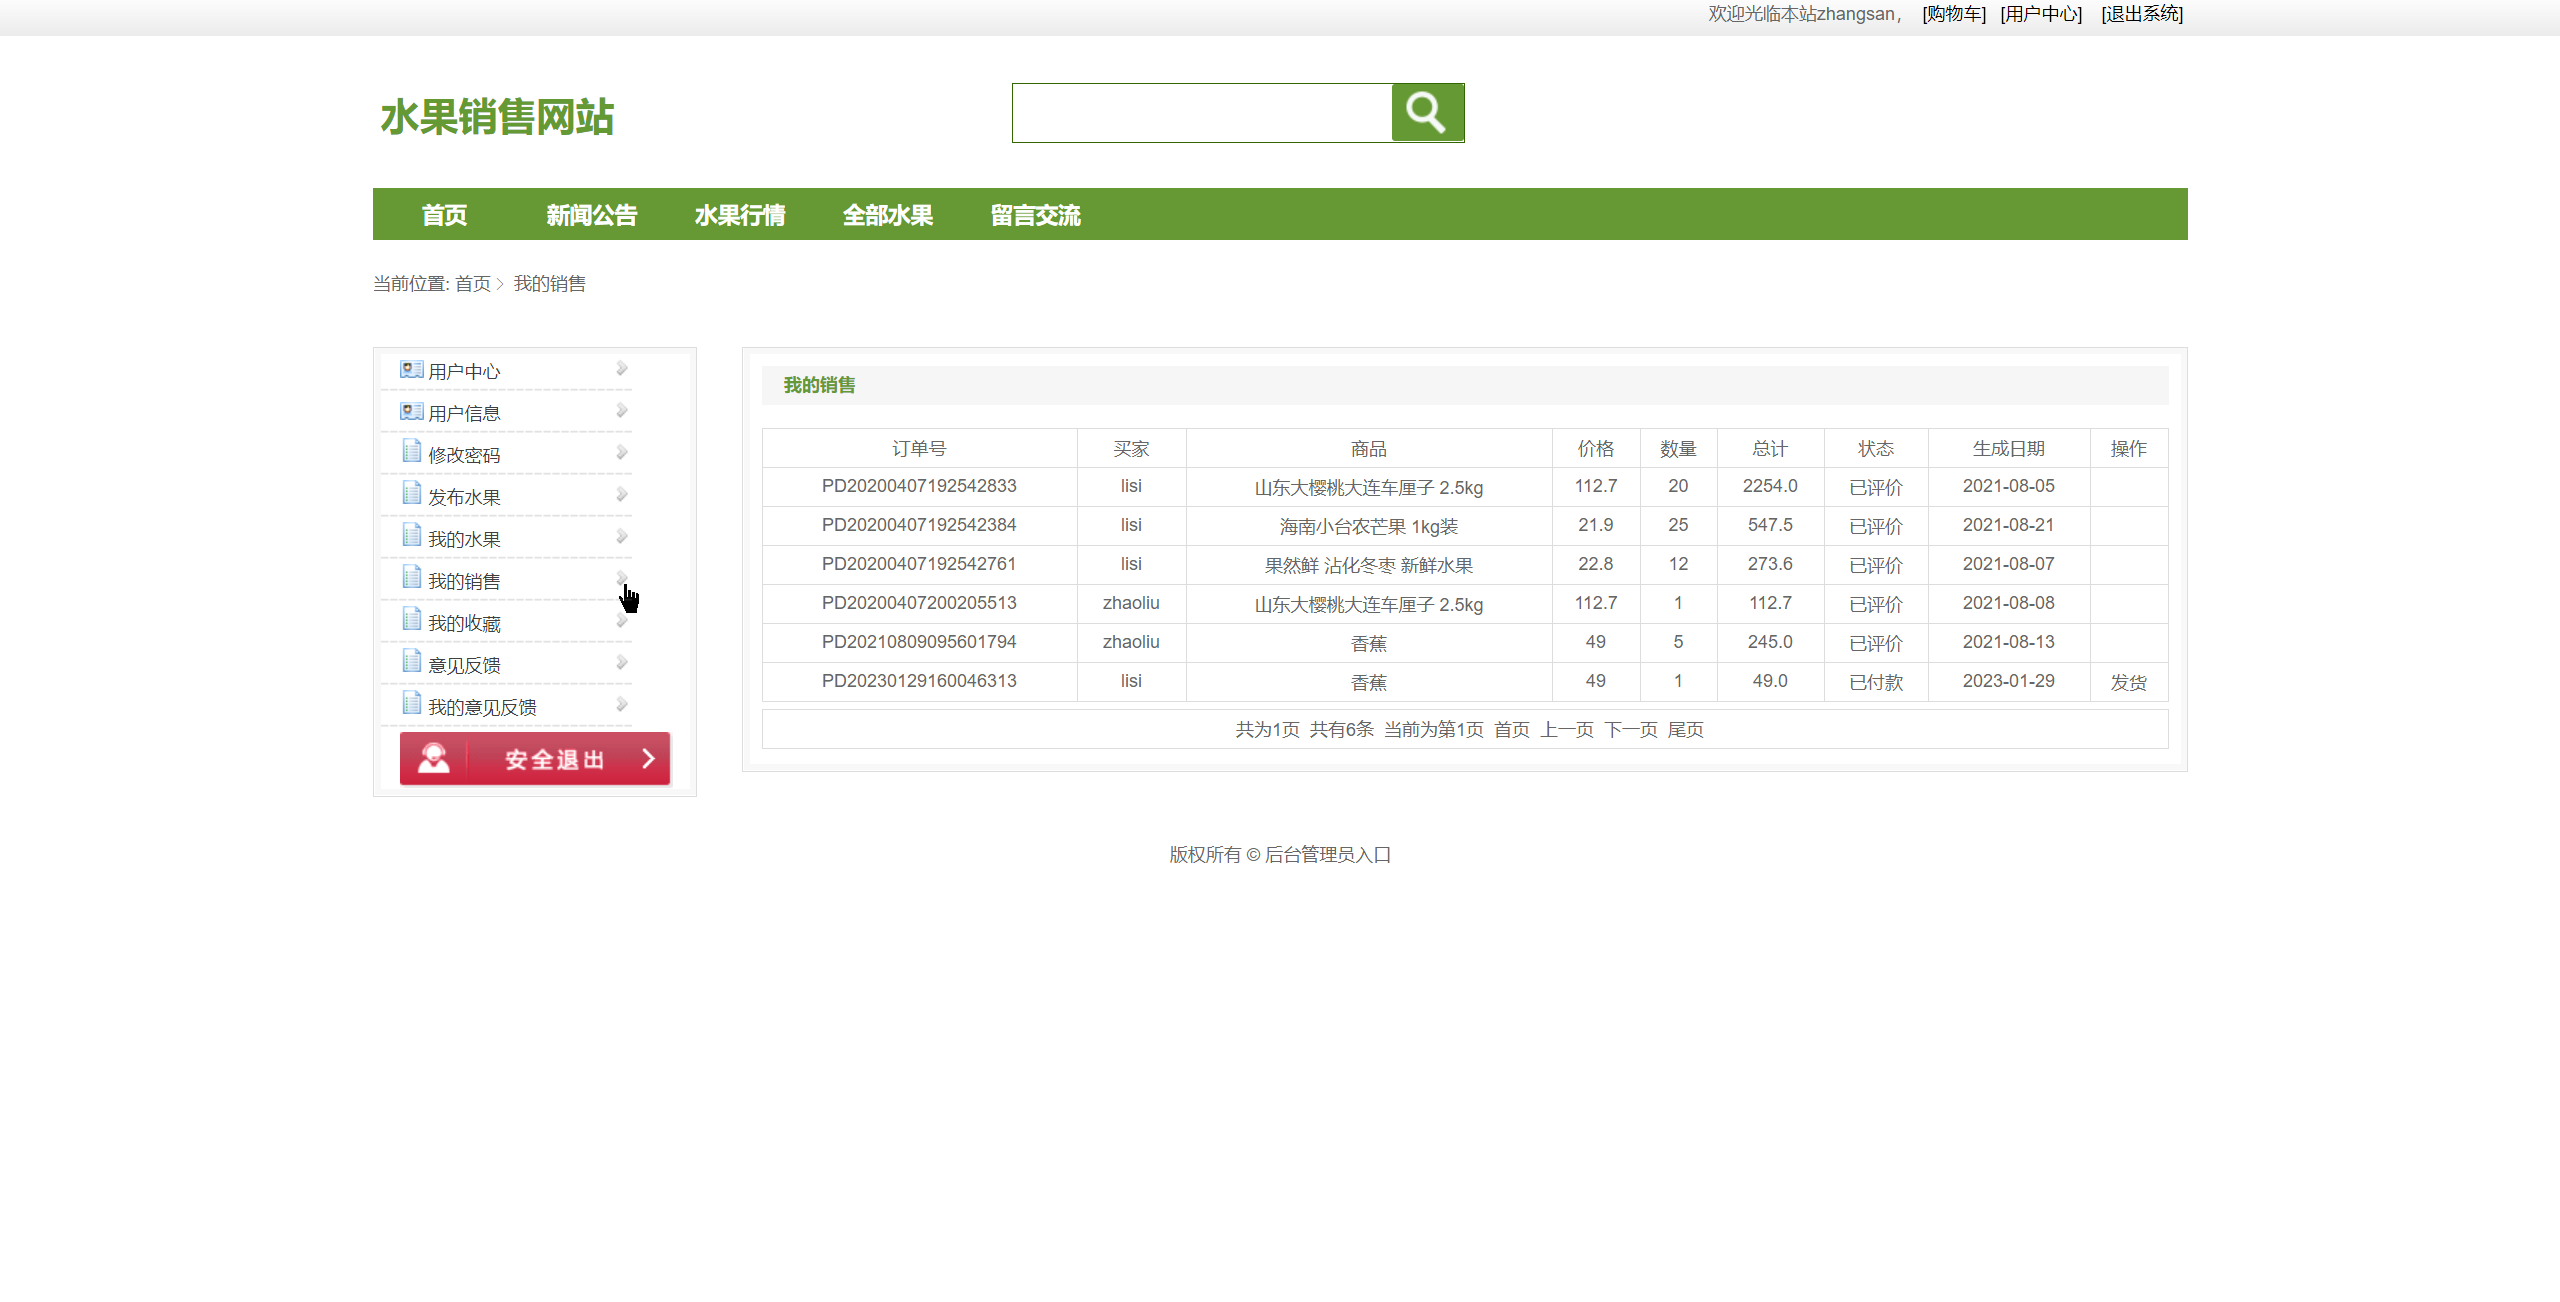 欢迎光临本站zhangsan， [购物车] [用户中心] [退出系统]
水果销售网站
首页 新闻公告 水果行情 全部水果 留言交流
当前位置: 首页 > 我的销售
用户中心
用户信息
修改密码
发布水果
我的水果
我的销售
我的收藏
意见反馈
我的意见反馈
安全退出
我的销售
订单号 买家 商品 价格 数量 总计 状态 生成日期 操作
PD20200407192542833 lisi 山东大樱桃大连车厘子 2.5kg 112.7 20 2254.0 已评价 2021-08-05
PD20200407192542384 lisi 海南小台农芒果 1kg装 21.9 25 547.5 已评价 2021-08-21
PD20200407192542761 lisi 果然鲜 沾化冬枣 新鲜水果 22.8 12 273.6 已评价 2021-08-07
PD20200407200205513 zhaoliu 山东大樱桃大连车厘子 2.5kg 112.7 1 112.7 已评价 2021-08-08
PD20210809095601794 zhaoliu 香蕉 49 5 245.0 已评价 2021-08-13
PD20230129160046313 lisi 香蕉 49 1 49.0 已付款 2023-01-29 发货
共为1页 共有6条 当前为第1页 首页 上一页 下一页 尾页
版权所有 © 后台管理员入口